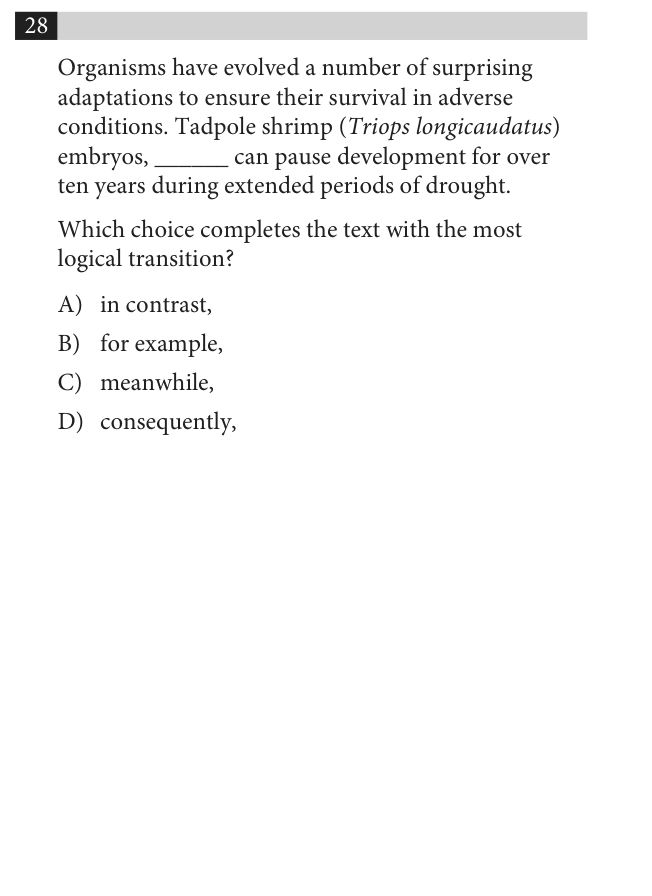 28
Organisms have evolved a number of surprising
adaptations to ensure their survival in adverse
conditions. Tadpole shrimp (Triops longicaudatus)
embryos, ______ can pause development for over
ten years during extended periods of drought.
Which choice completes the text with the most
logical transition?
A) in contrast,
B) for example,
C) meanwhile,
D) consequently,